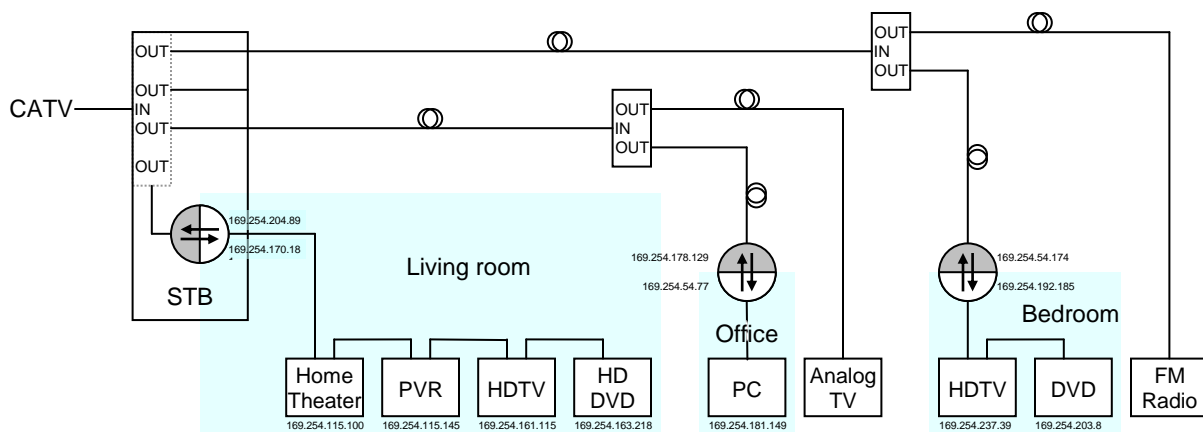 OUT
OUT
IN
OUT
OUT
CATV
STB
169.254.204.89
169.254.170.18
Living room
OUT
IN
OUT
OUT
IN
OUT
169.254.178.129
169.254.54.77
Office
169.254.54.174
169.254.192.185
Bedroom
Home
Theater
PVR
HDTV
HD
DVD
PC
Analog
TV
HDTV
DVD
FM
Radio
169.254.115.100
169.254.115.145
169.254.161.115
169.254.163.218
169.254.181.149
169.254.237.39
169.254.203.8